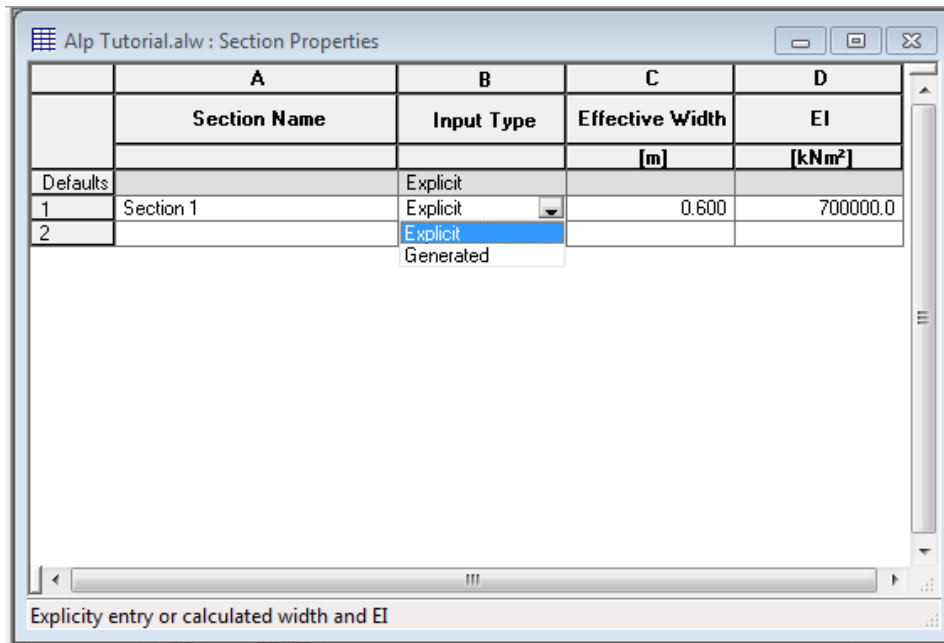 Alp Tutorial.alw : Section Properties
A B C D
Section Name Input Type Effective Width EI
[m] [kNm²]
Defaults Explicit
1 Section 1 Explicit 0.600 700000.0
2 Explicit
Generated
Explicity entry or calculated width and EI